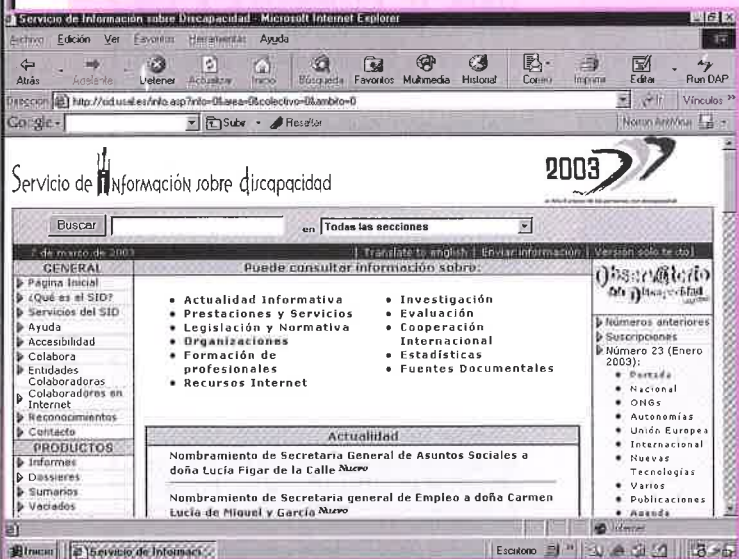 Servicio de Información sobre Discapacidad - Microsoft Internet Explorer
Archivo Edición Ver Favoritos Herramientas Ayuda
Atrás Adelante Detener Actualizar Inicio Búsqueda Favoritos Multimedia Historial Correo Imprimir Editar Run DAP
Dirección http://sid.usal.es/info.asp?info=0&area=0&colectivo=0&ambito=0 Ir Vínculos »
Google - Subir - Resaltar Norton AntiVirus
Servicio de Información sobre discapacidad
2003
Buscar en Todas las secciones
7 de marzo de 2003 | Translate to english | Enviar información | Versión sólo texto |
GENERAL
Página Inicial
¿Qué es el SID?
Servicios del SID
Ayuda
Accesibilidad
Colabora
Entidades
Colaboradoras
Colaboradores en
Internet
Reconocimientos
Contacto
PRODUCTOS
Informes
Dossieres
Sumarios
Vaciados
Puede consultar información sobre:
Actualidad Informativa
Prestaciones y Servicios
Legislación y Normativa
Organizaciones
Formación de
profesionales
Recursos Internet
Investigación
Evaluación
Cooperación
Internacional
Estadísticas
Fuentes Documentales
Actualidad
Nombramiento de Secretaria General de Asuntos Sociales a
doña Lucía Figar de la Calle Nuevo
Nombramiento de Secretaria general de Empleo a doña Carmen
Lucia de Miguel y García Nuevo
Observatorio
de la Discapacidad
Números anteriores
Suscripciones
Número 23 (Enero
2003):
Portada
Nacional
ONGs
Autonomías
Unión Europea
Internacional
Nuevas
Tecnologías
Varios
Publicaciones
Agenda
Internet
Inicio Servicio de Informaci... Escritorio »